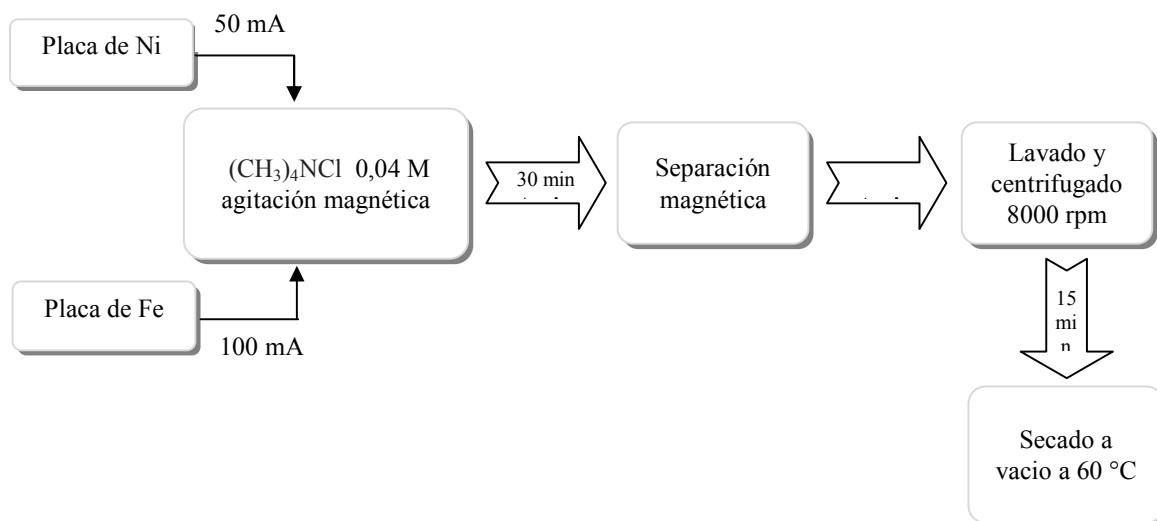 Placa de Ni
50 mA
(CH₃)₄NCl 0,04 M
agitación magnética
Placa de Fe
100 mA
30 min
Separación
magnética
Lavado y
centrifugado
8000 rpm
15
mi
n
Secado a
vacio a 60 °C